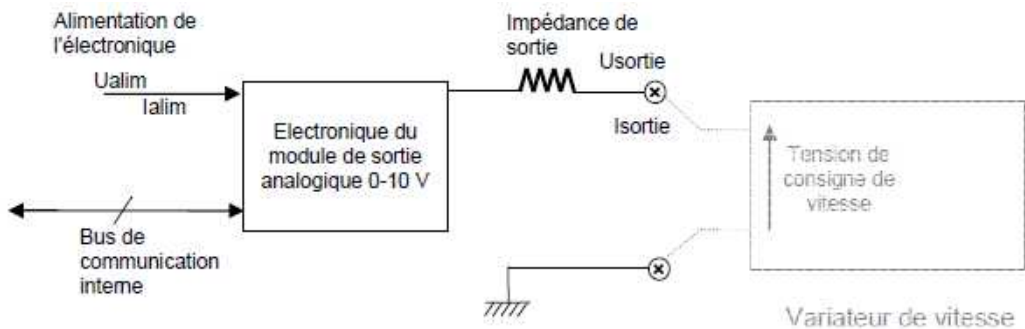 Alimentation de
l'électronique
Ualim
Ialim
Electronique du
module de sortie
analogique 0-10 V
Bus de
communication
interne
Impédance de
sortie
Usortie
Isortie
Tension de
consigne de
vitesse
Variateur de vitesse